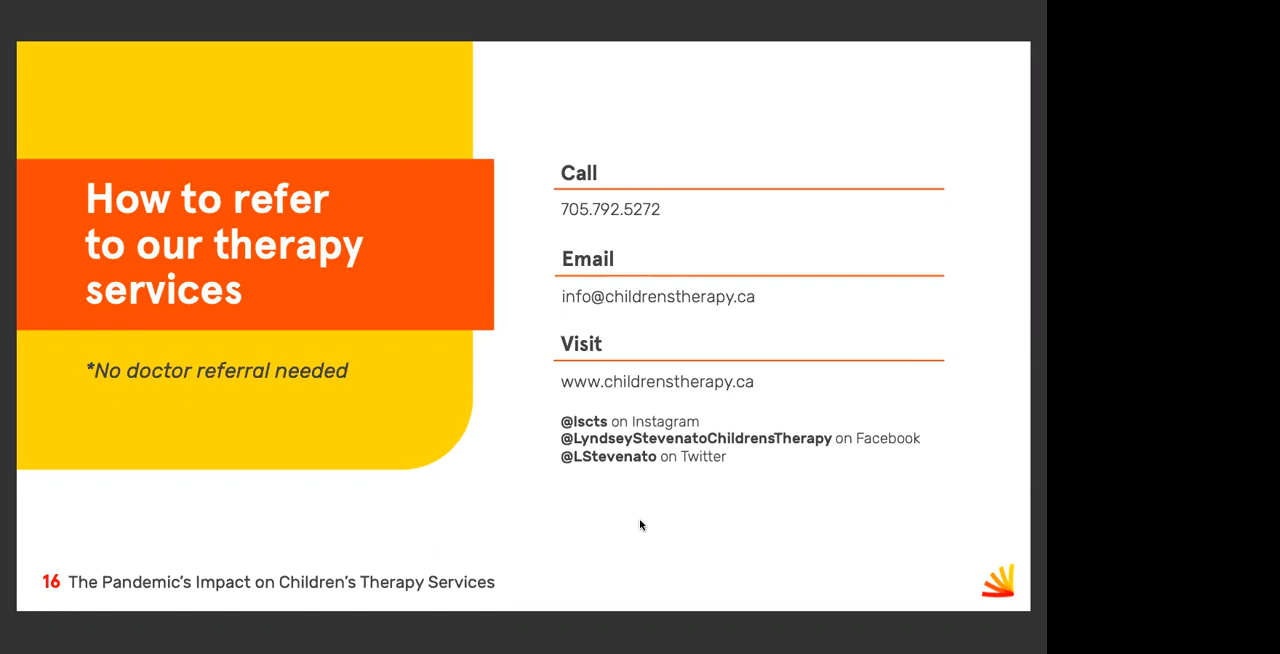 How to refer
to our therapy
services
*No doctor referral needed
Call
705.792.5272
Email
info@childrenstherapy.ca
Visit
www.childrenstherapy.ca
@lscts on Instagram
@LyndseyStevenatoChildrensTherapy on Facebook
@LStevenato on Twitter
16 The Pandemic's Impact on Children's Therapy Services